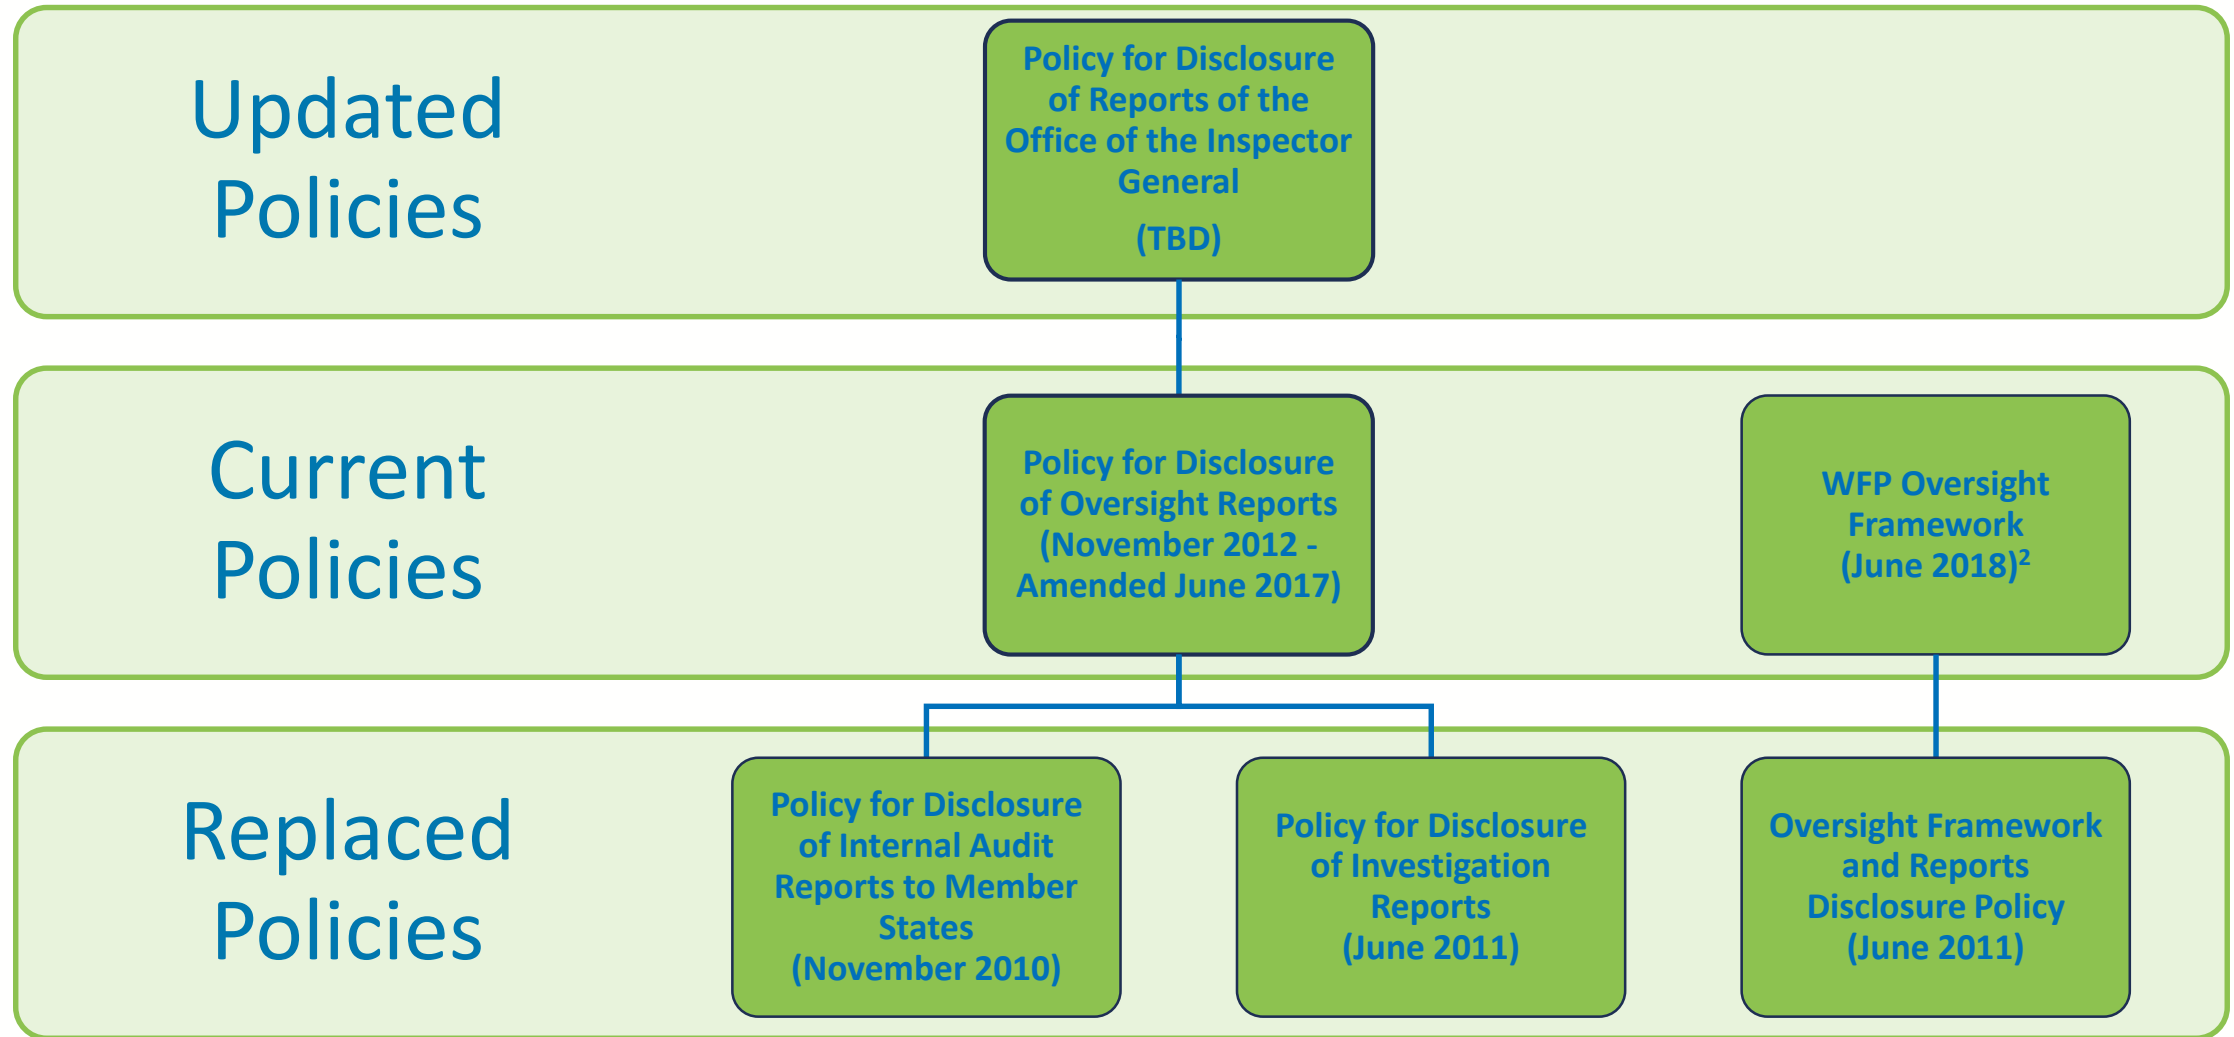 Updated
Policies
Policy for Disclosure
of Reports of the
Office of the Inspector
General
(TBD)
Current
Policies
Policy for Disclosure
of Oversight Reports
(November 2012 -
Amended June 2017)
WFP Oversight
Framework
(June 2018)²
Replaced
Policies
Policy for Disclosure
of Internal Audit
Reports to Member
States
(November 2010)
Policy for Disclosure
of Investigation
Reports
(June 2011)
Oversight Framework
and Reports
Disclosure Policy
(June 2011)